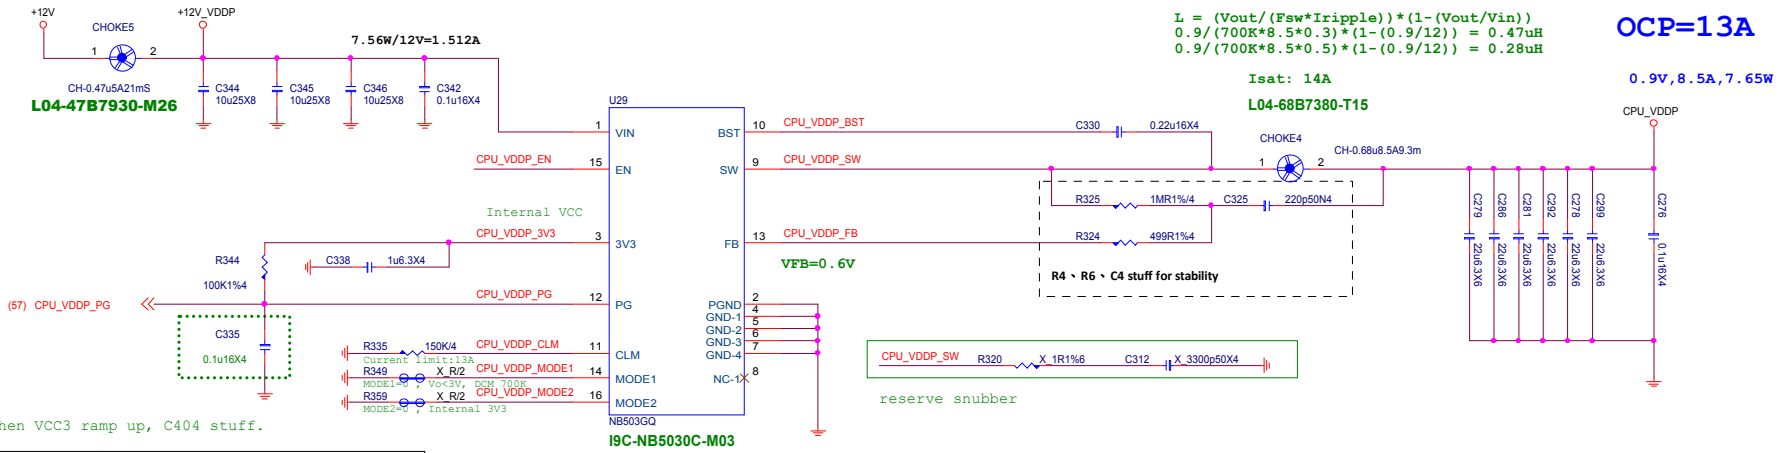 +12V
+12V_VDDP
CHOKE5
1
2
7.56W/12V=1.512A
CH-0.47u5A21mS
L04-47B7930-M26
C344
10u25X8
C345
10u25X8
C346
10u25X8
C342
0.1u16X4
L = (Vout/(Fsw*Iripple))*(1-(Vout/Vin))
0.9/(700K*8.5*0.3)*(1-(0.9/12)) = 0.47uH
0.9/(700K*8.5*0.5)*(1-(0.9/12)) = 0.28uH
OCP=13A
Isat: 14A
L04-68B7380-T15
0.9V,8.5A,7.65W
CPU_VDDP
U29
1
VIN
BST
10
CPU_VDDP_BST
C330
0.22u16X4
CPU_VDDP_EN
15
EN
SW
9
CPU_VDDP_SW
CHOKE4
1
2
CH-0.68u8.5A9.3m
Internal VCC
CPU_VDDP_3V3
3
3V3
FB
13
CPU_VDDP_FB
VFB=0.6V
R325
1MR1%/4
C325
220p50N4
R324
499R1%4
R4、R6、C4 stuff for stability
C279
22u6.3X6
C286
22u6.3X6
C281
22u6.3X6
C292
22u6.3X6
C278
22u6.3X6
C299
22u6.3X6
C276
0.1u16X4
R344
100K1%4
C338
1u6.3X4
(57) CPU_VDDP_PG
CPU_VDDP_PG
12
PG
PGND
2
GND-1
4
GND-2
5
GND-3
6
GND-4
7
NC-1
8
C335
0.1u16X4
R335
150K/4
CPU_VDDP_CLM
11
CLM
Current limit:13A
R349
X_R/2
CPU_VDDP_MODE1
14
MODE1
MODE1=0 , Vo<3V, DCM 700K
R359
X_R/2
CPU_VDDP_MODE2
16
MODE2
MODE2=0 , Internal 3V3
NB503GQ
I9C-NB5030C-M03
CPU_VDDP_SW
R320
X_1R1%6
C312
X_3300p50X4
reserve snubber
hen VCC3 ramp up, C404 stuff.